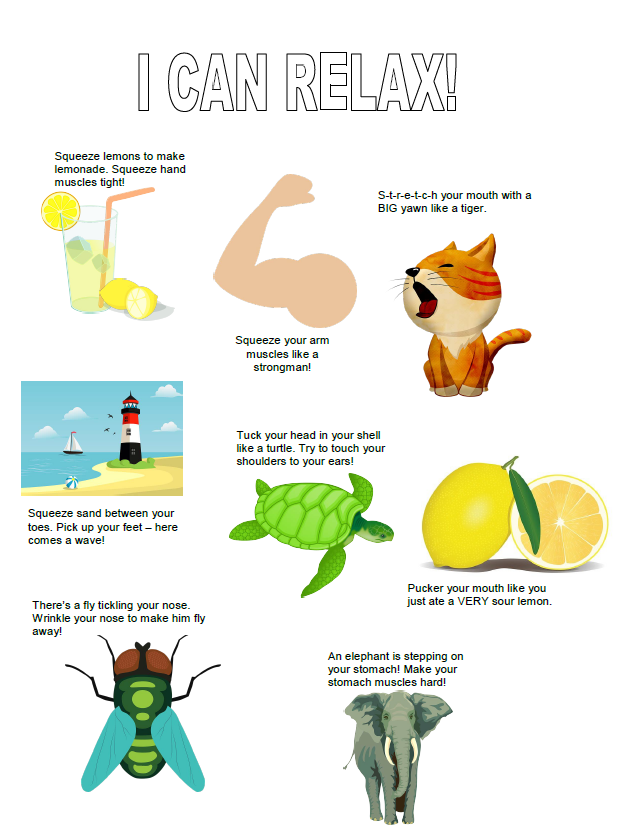 I CAN RELAX!
Squeeze lemons to make
lemonade. Squeeze hand
muscles tight!
S-t-r-e-t-c-h your mouth with a
BIG yawn like a tiger.
Squeeze your arm
muscles like a
strongman!
Tuck your head in your shell
like a turtle. Try to touch your
shoulders to your ears!
Squeeze sand between your
toes. Pick up your feet – here
comes a wave!
Pucker your mouth like you
just ate a VERY sour lemon.
There's a fly tickling your nose.
Wrinkle your nose to make him fly
away!
An elephant is stepping on
your stomach! Make your
stomach muscles hard!